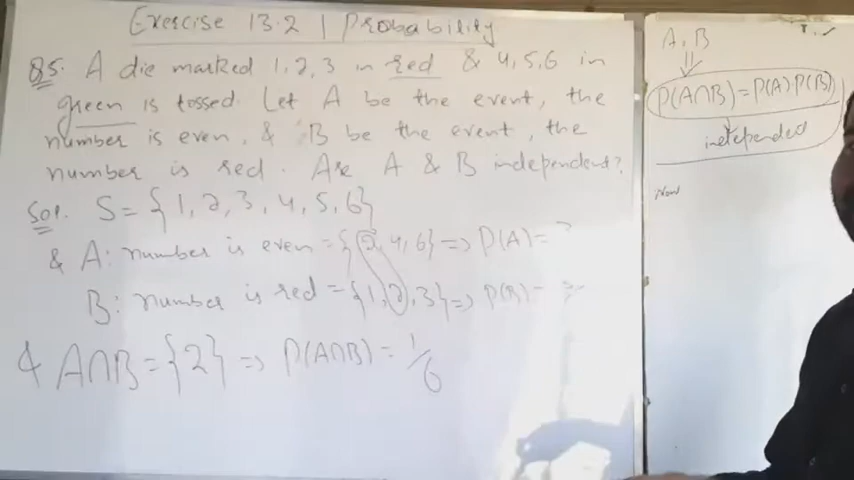 Exercise 13.2 | Probability
Q5. A die marked 1,2,3 in red & 4,5,6 in
green is tossed. Let A be the event, the
number is even, & B be the event, the
number is red. Are A & B independent?
Sol. S={1,2,3,4,5,6}
& A: number is even={2,4,6}=>P(A)=
B: number is red={1,2,3}=>P(B)=
& A∩B={2}=>P(A∩B)=1/6
A,B
P(A∩B)=P(A)P(B)
independed
Now